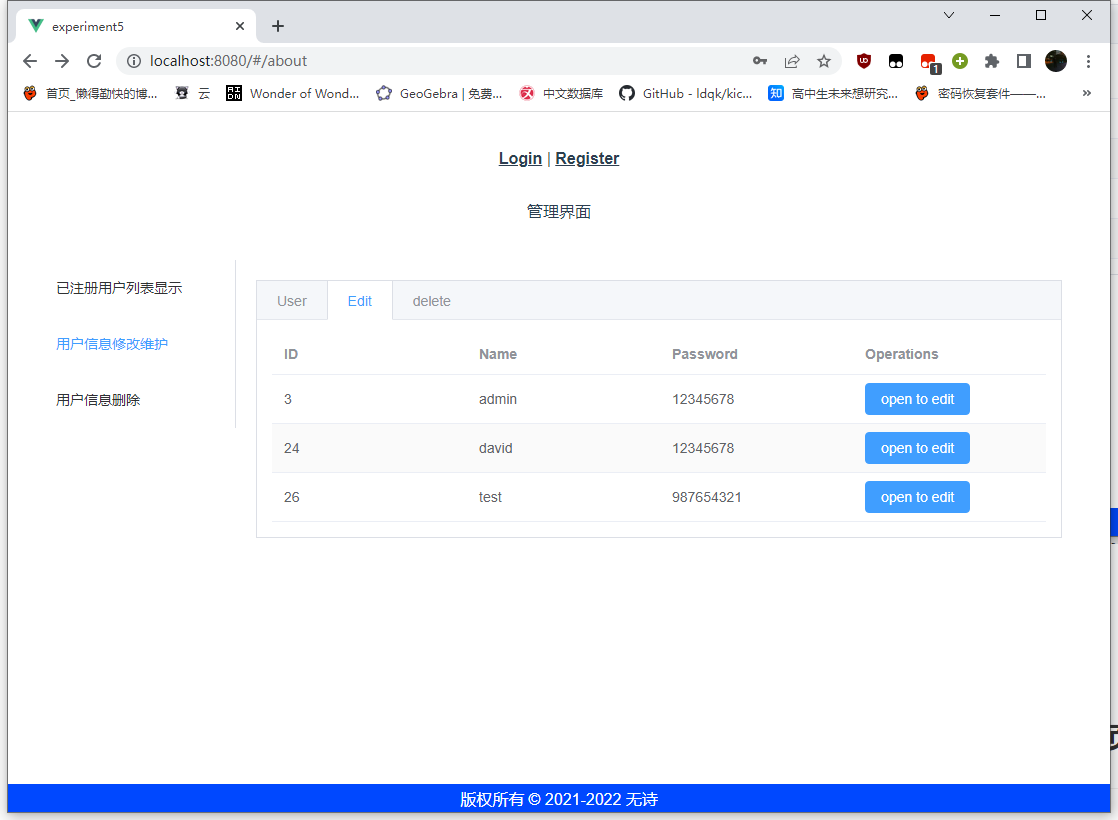 experiment5
localhost:8080/#/about
1
首页_懒得勤快的博...
云
Wonder of Wond...
GeoGebra | 免费...
中文数据库
GitHub - ldqk/kic...
知
高中生未来想研究...
密码恢复套件——...
»
Login | Register
管理界面
已注册用户列表显示
用户信息修改维护
用户信息删除
User Edit delete
ID Name Password Operations
3 admin 12345678 open to edit
24 david 12345678 open to edit
26 test 987654321 open to edit
版权所有 © 2021-2022 无诗